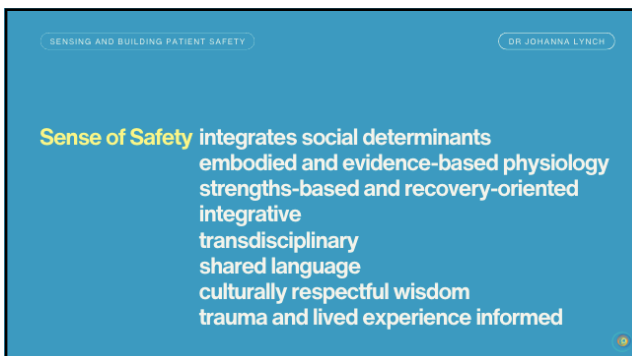 SENSING AND BUILDING PATIENT SAFETY
DR JOHANNA LYNCH
Sense of Safety integrates social determinants
embodied and evidence-based physiology
strengths-based and recovery-oriented
integrative
transdisciplinary
shared language
culturally respectful wisdom
trauma and lived experience informed